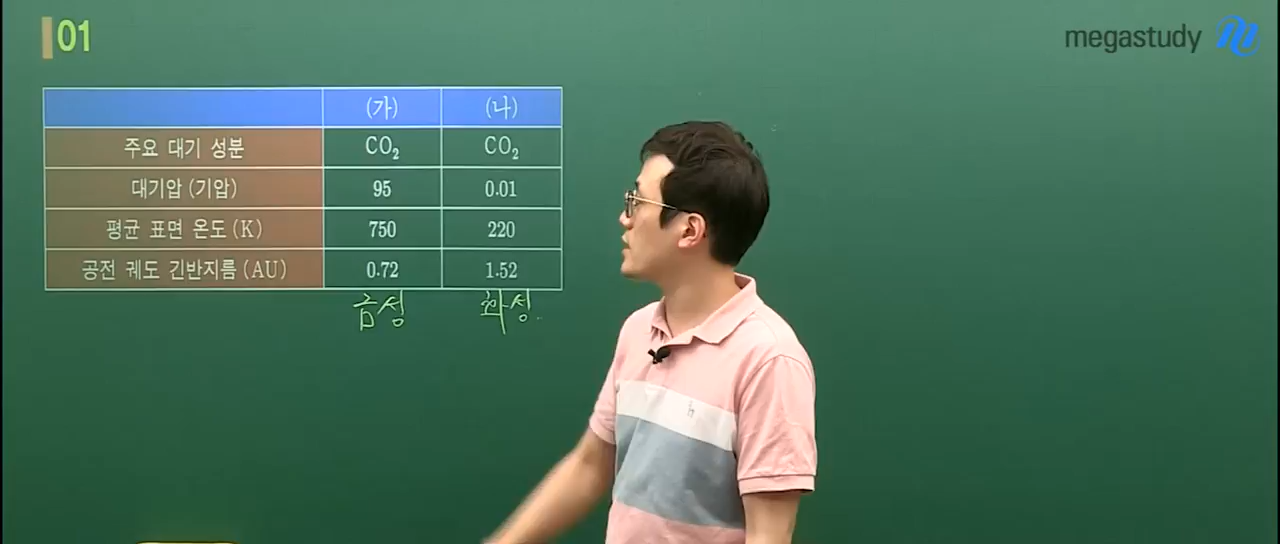 01
megastudy
(가) (나)
주요 대기 성분 CO₂ CO₂
대기압(기압) 95 0.01
평균 표면 온도(K) 750 220
공전 궤도 긴반지름(AU) 0.72 1.52
금성 화성